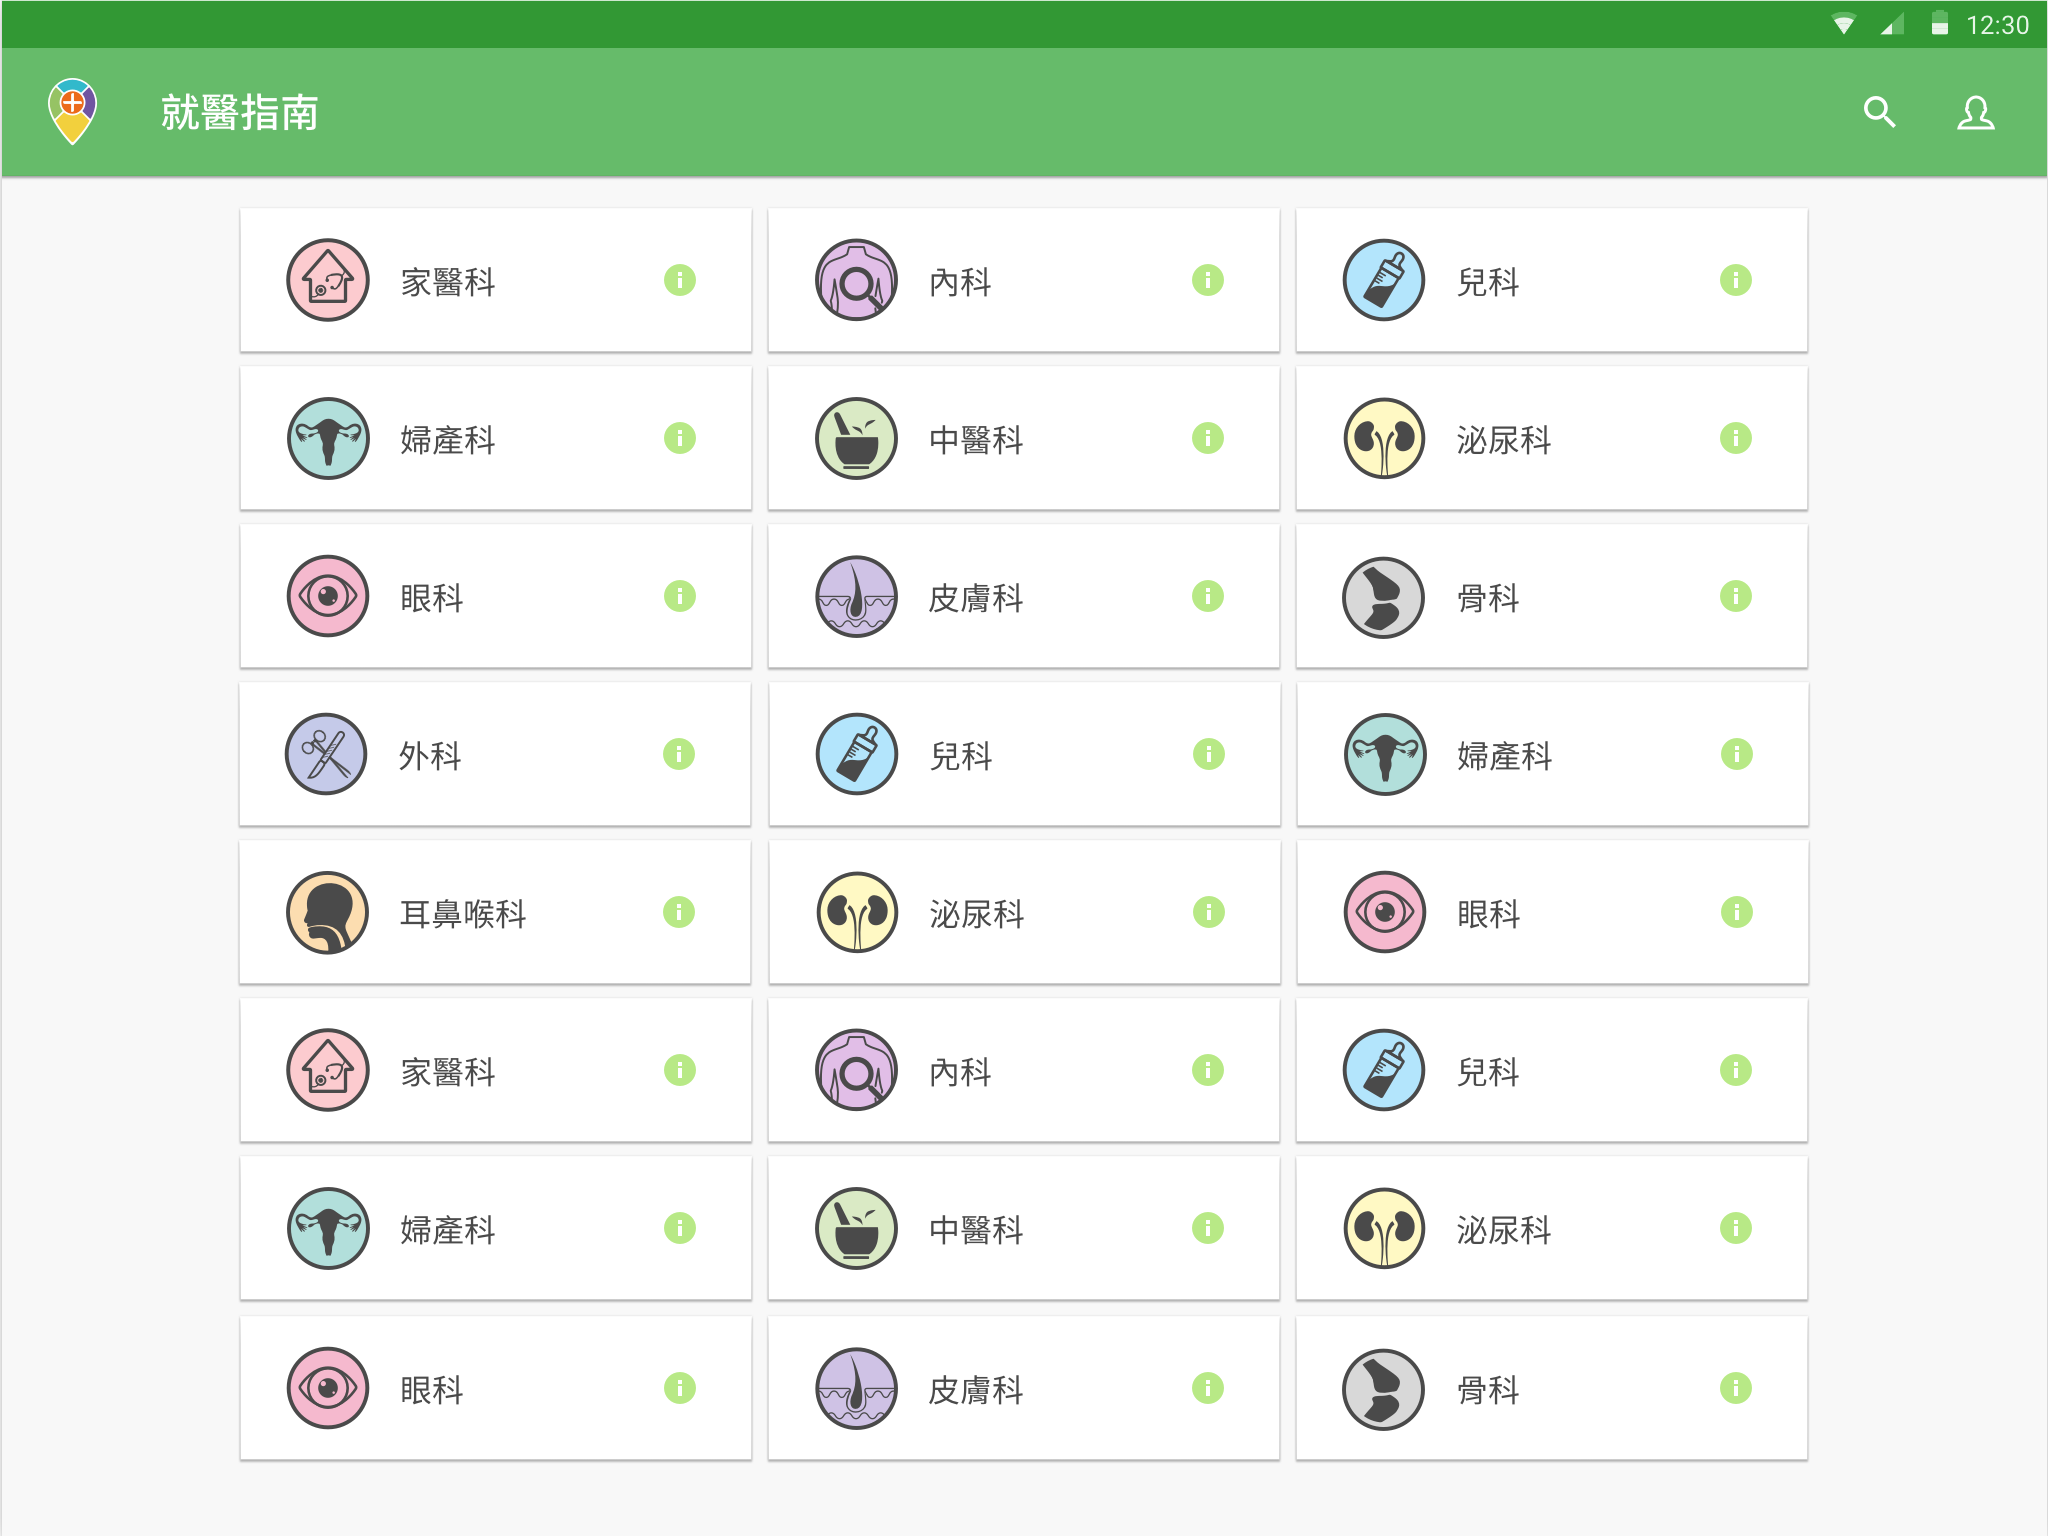 12:30
就醫指南
家醫科
內科
兒科
婦產科
中醫科
泌尿科
眼科
皮膚科
骨科
外科
兒科
婦產科
耳鼻喉科
泌尿科
眼科
家醫科
內科
兒科
婦產科
中醫科
泌尿科
眼科
皮膚科
骨科